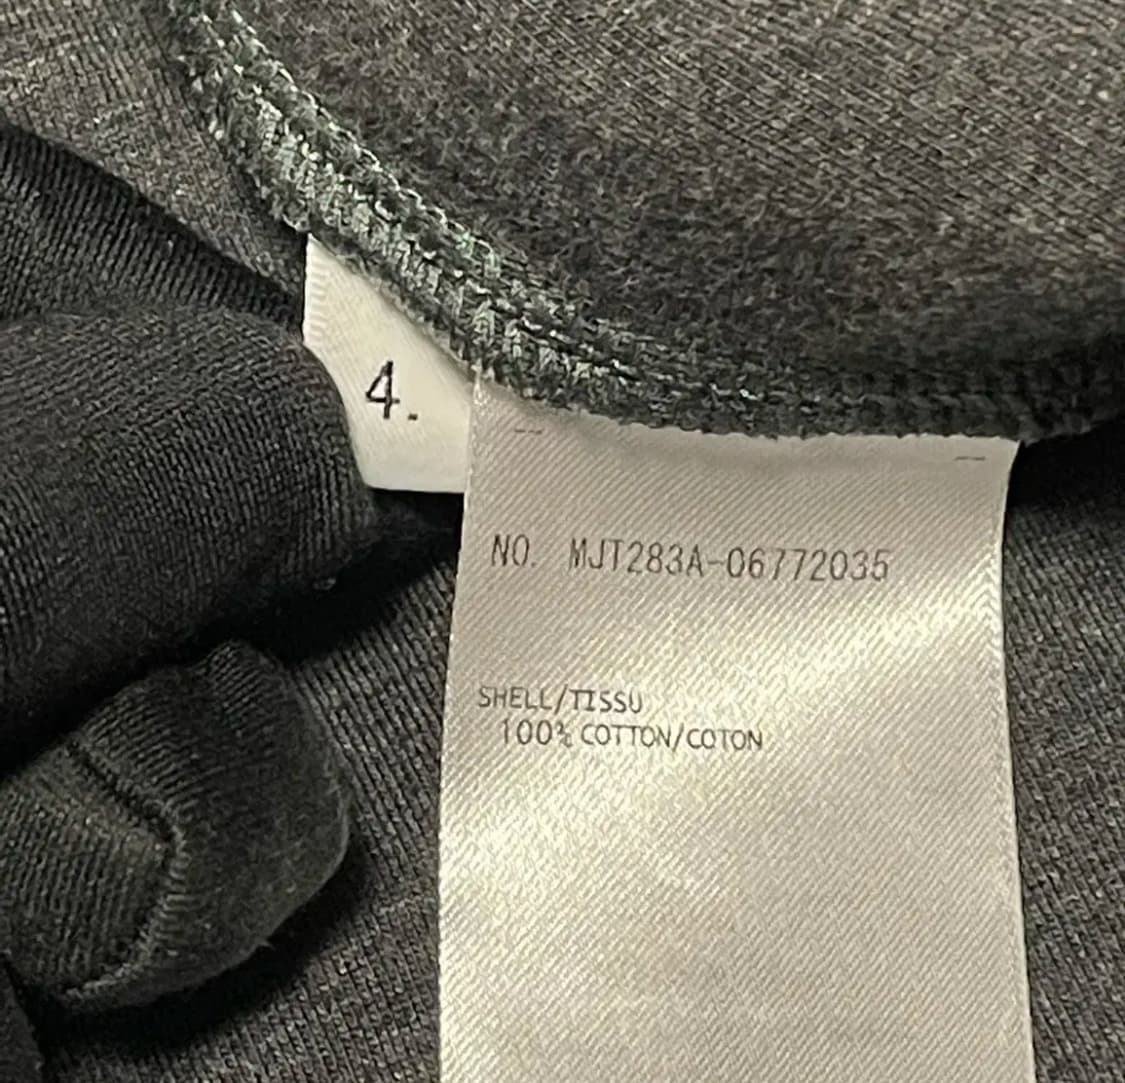 4.
NO. MJT283A-06772035
SHELL/TISSU
100% COTTON/COTON